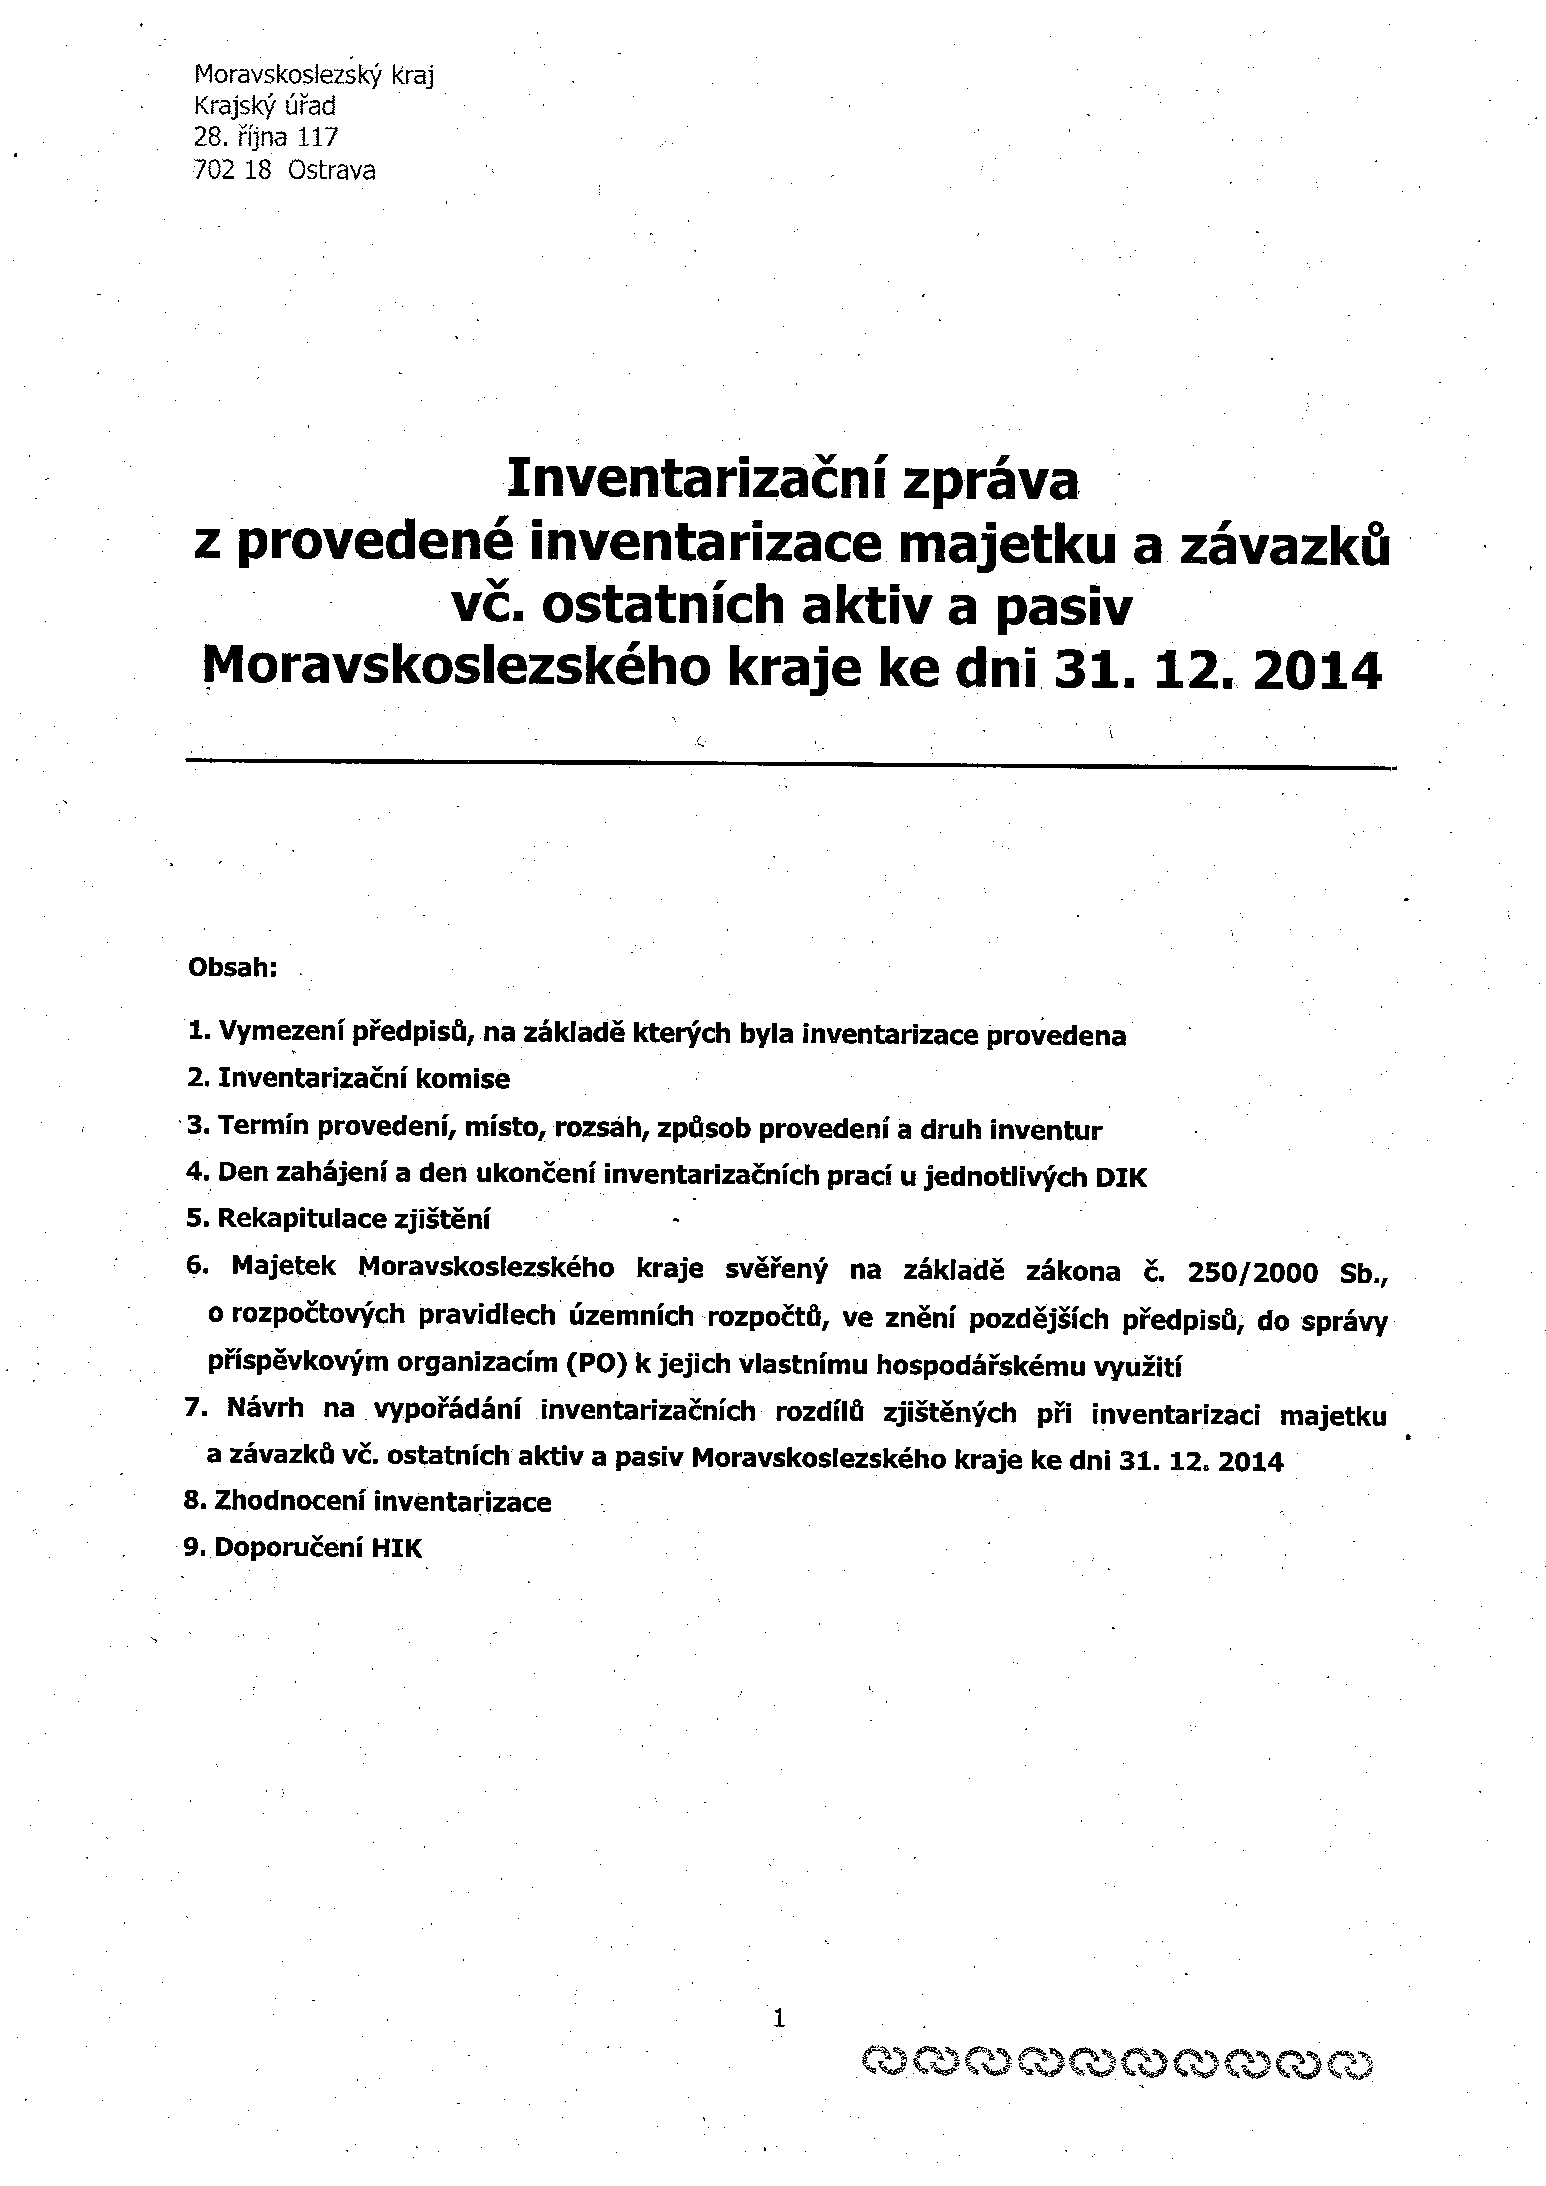 Moravskoslezský kraj
Krajský úřad
28. října 117
702 18 Ostrava
Inventarizační zpráva
z provedené inventarizace majetku a závazků
vč. ostatních aktiv a pasiv
Moravskoslezského kraje ke dni 31. 12. 2014
Obsah:
1. Vymezení předpisů, na základě kterých byla inventarizace provedena
2. Inventarizační komise
3. Termín provedení, místo, rozsah, způsob provedení a druh inventur
4. Den zahájení a den ukončení inventarizačních prací u jednotlivých DIK
5. Rekapitulace zjištění
6. Majetek Moravskoslezského kraje svěřený na základě zákona č. 250/2000 Sb.,
o rozpočtových pravidlech územních rozpočtů, ve znění pozdějších předpisů, do správy
příspěvkovým organizacím (PO) k jejich vlastnímu hospodářskému využití
7. Návrh na vypořádání inventarizačních rozdílů zjištěných při inventarizaci majetku
a závazků vč. ostatních aktiv a pasiv Moravskoslezského kraje ke dni 31. 12. 2014
8. Zhodnocení inventarizace
9. Doporučení HIK
1